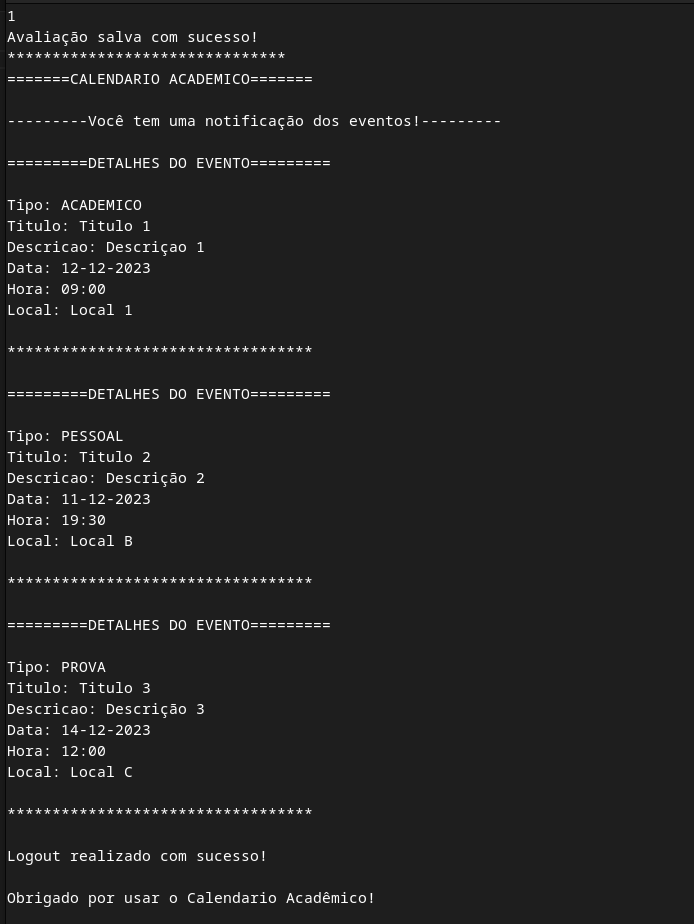 1
Avaliação salva com sucesso!
*******************************
=======CALENDARIO ACADEMICO=======
---------Você tem uma notificação dos eventos!---------
=========DETALHES DO EVENTO=========
Tipo: ACADEMICO
Titulo: Titulo 1
Descricao: Descriçao 1
Data: 12-12-2023
Hora: 09:00
Local: Local 1
**********************************
=========DETALHES DO EVENTO=========
Tipo: PESSOAL
Titulo: Titulo 2
Descricao: Descrição 2
Data: 11-12-2023
Hora: 19:30
Local: Local B
**********************************
=========DETALHES DO EVENTO=========
Tipo: PROVA
Titulo: Titulo 3
Descricao: Descrição 3
Data: 14-12-2023
Hora: 12:00
Local: Local C
**********************************
Logout realizado com sucesso!
Obrigado por usar o Calendario Acadêmico!